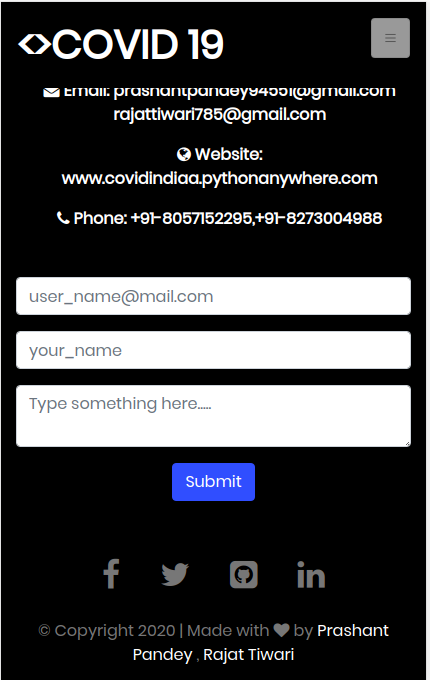 <>COVID 19
Email: prashantpandey94551@gmail.com
rajattiwari785@gmail.com
Website:
www.covidindiaa.pythonanywhere.com
Phone: +91-8057152295,+91-8273004988
user_name@mail.com
your_name
Type something here.....
Submit
© Copyright 2020 | Made with ♥ by Prashant
Pandey , Rajat Tiwari